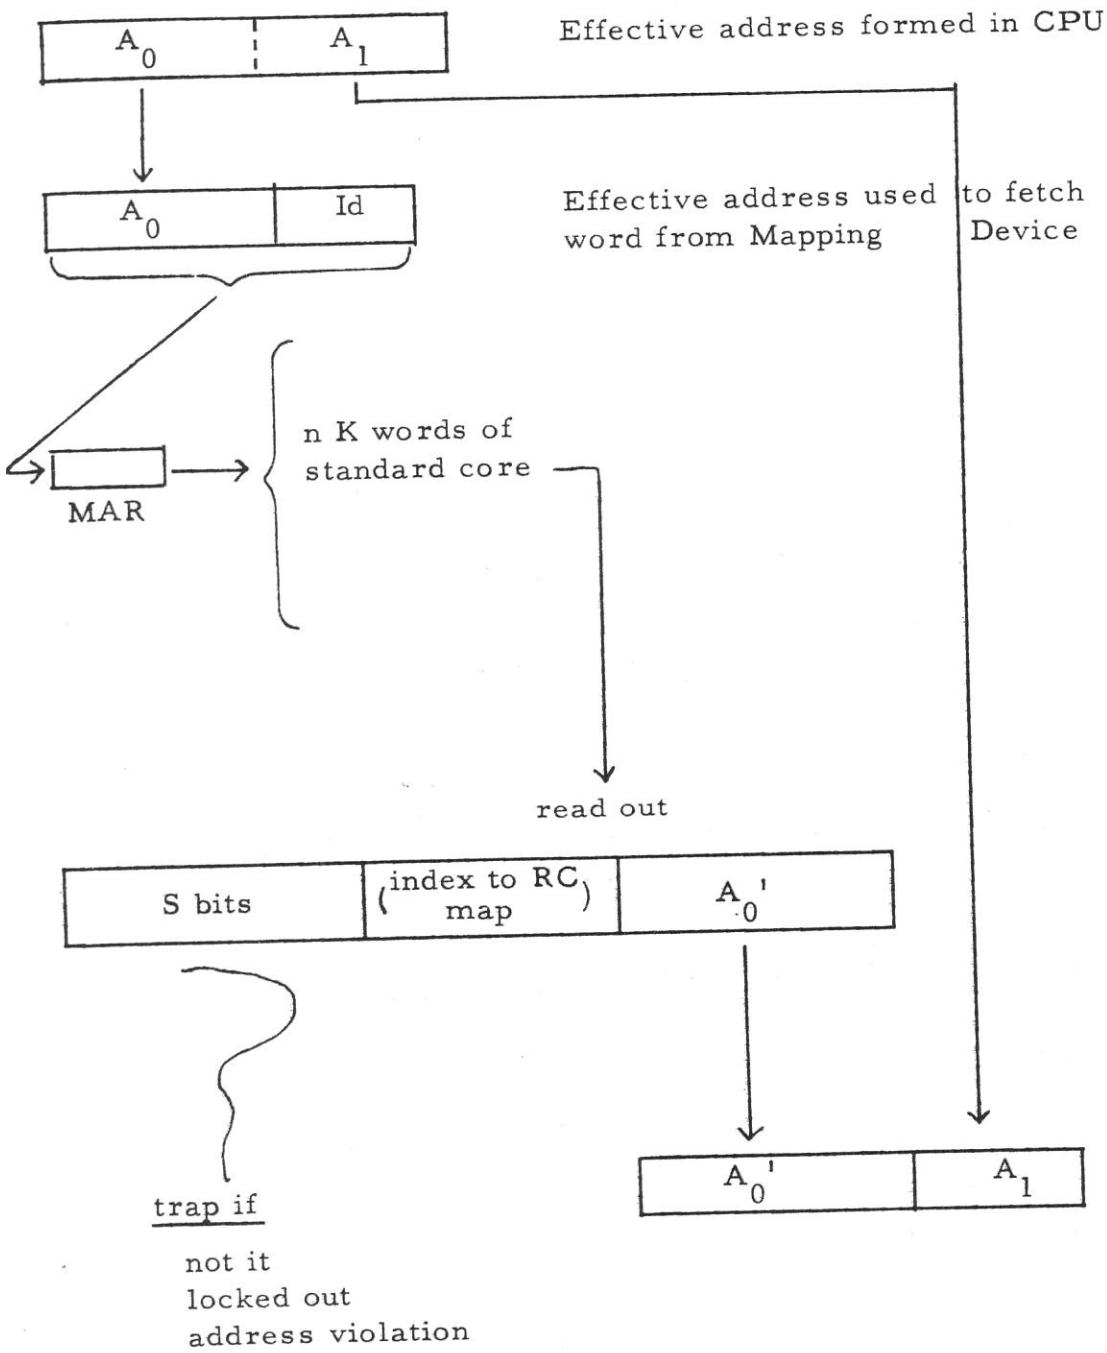 A₀ A₁ Effective address formed in CPU
A₀ Id Effective address used to fetch
word from Mapping Device
n K words of
standard core
MAR
read out
S bits (index to RC map) A₀'
A₀' A₁
trap if
not it
locked out
address violation